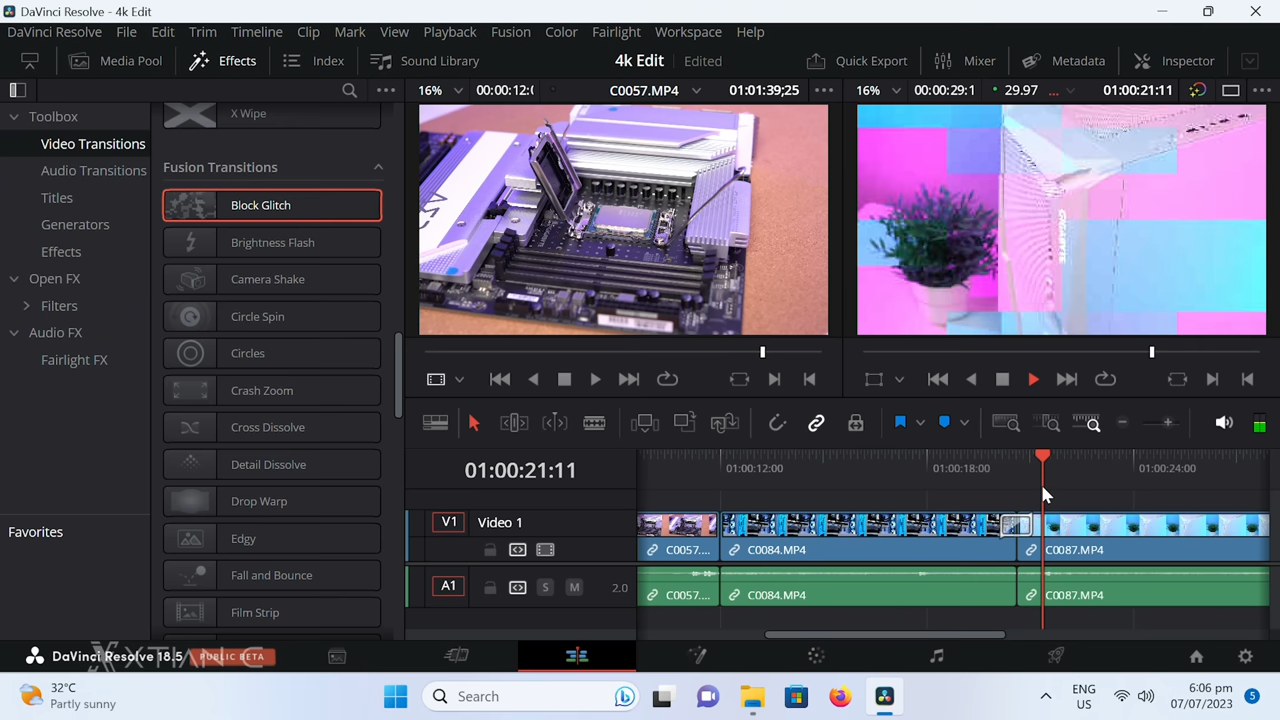 DaVinci Resolve - 4k Edit
DaVinci Resolve File Edit Trim Timeline Clip Mark View Playback Fusion Color Fairlight Workspace Help
Media Pool Effects Index Sound Library 4k Edit Edited Quick Export Mixer Metadata Inspector
16% 00:00:12:0 C0057.MP4 01:01:39;25 16% 00:00:29:1 29.97 ... 01:00:21:11
Toolbox
Video Transitions
Audio Transitions
Titles
Generators
Effects
Open FX
Filters
Audio FX
Fairlight FX
Favorites
X Wipe
Fusion Transitions
Block Glitch
Brightness Flash
Camera Shake
Circle Spin
Circles
Crash Zoom
Cross Dissolve
Detail Dissolve
Drop Warp
Edge
Fall and Bounce
Film Strip
01:00:21:11
01:00:12:00 01:00:18:00 01:00:24:00
V1 Video 1
C0057.... C0084.MP4 C0087.MP4
A1 S M 2.0
C0057.... C0084.MP4 C0087.MP4
DaVinci Resolve 18.5 PUBLIC BETA
32°C
Partly sunny
Search
ENG
US
6:06 pm
07/07/2023
5